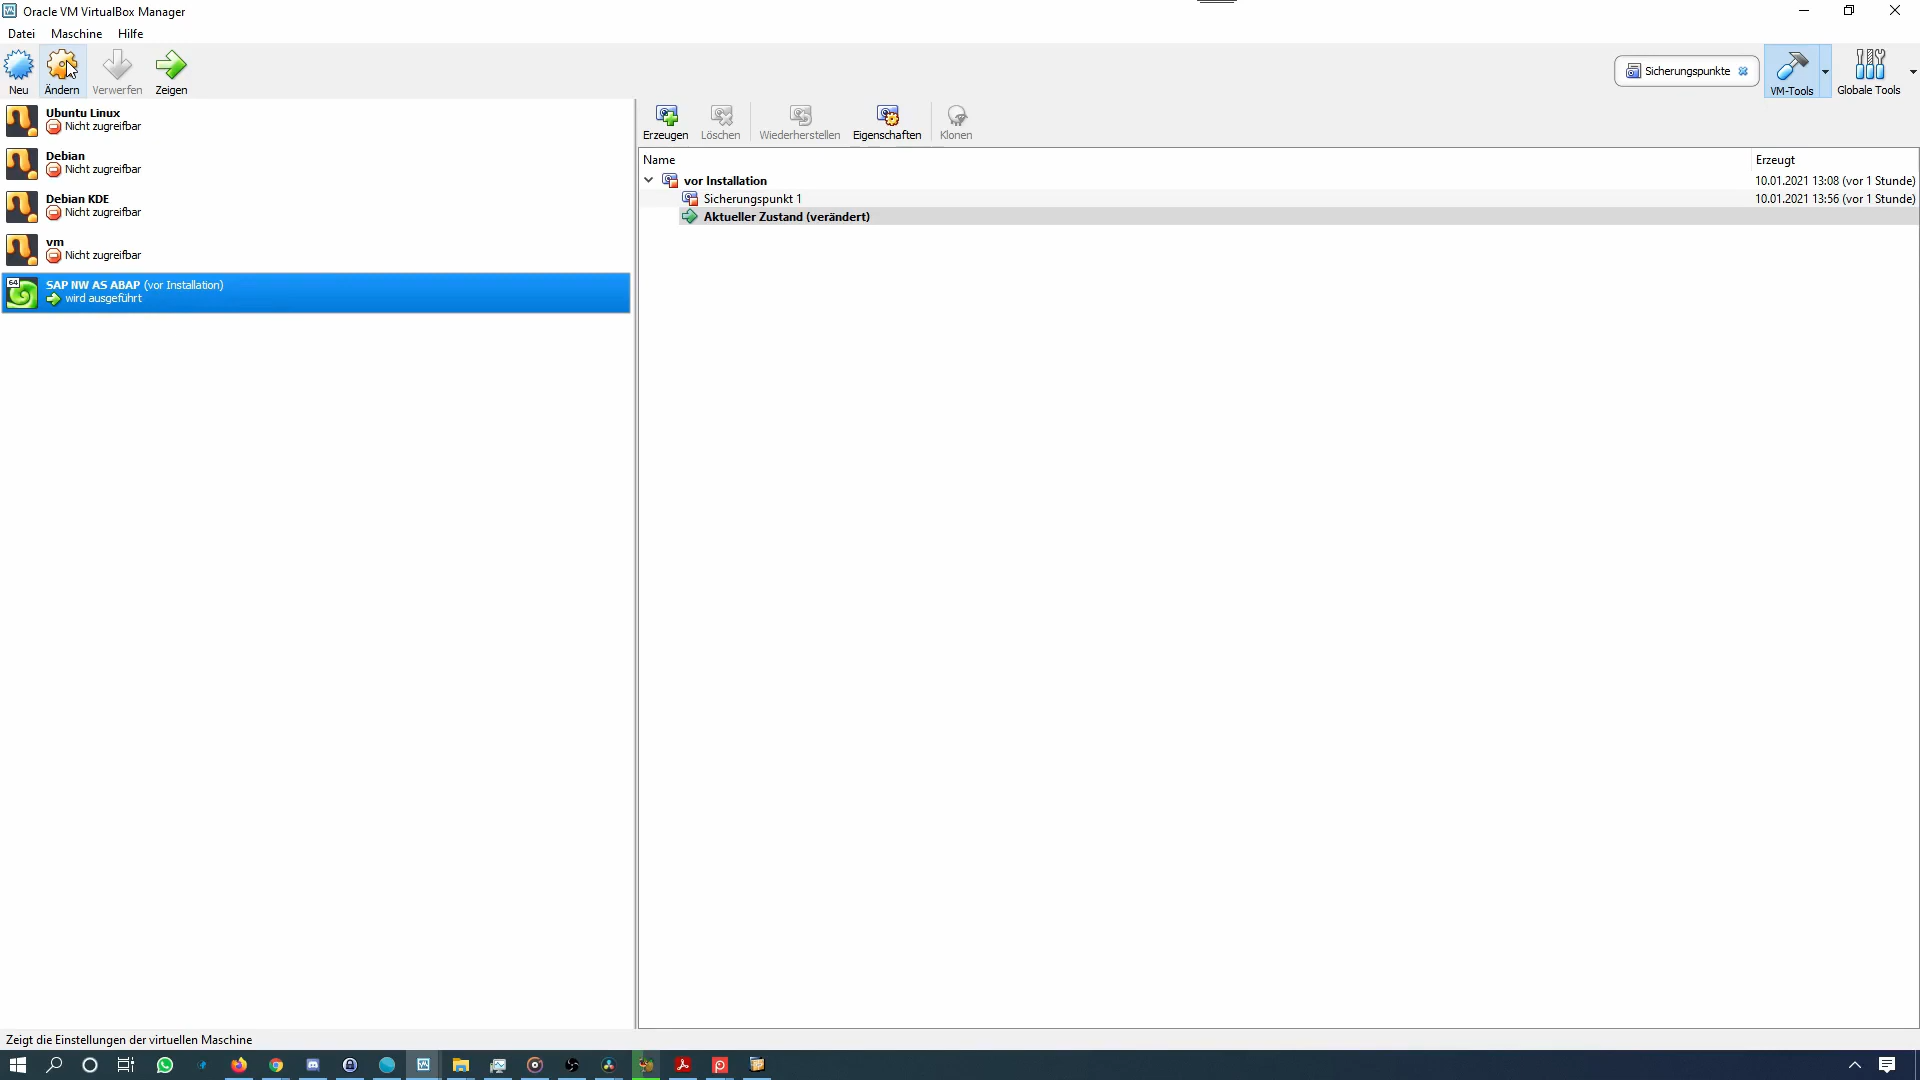 Oracle VM VirtualBox Manager
Datei Maschine Hilfe
Neu Ändern Verwerfen Zeigen
Sicherungspunkte VM-Tools Globale Tools
Ubuntu Linux
Nicht zugreifbar
Debian
Nicht zugreifbar
Debian KDE
Nicht zugreifbar
vm
Nicht zugreifbar
64
SAP NW AS ABAP (vor Installation)
wird ausgeführt
Erzeugen Löschen Wiederherstellen Eigenschaften Klonen
Name Erzeugt
vor Installation 10.01.2021 13:08 (vor 1 Stunde)
Sicherungspunkt 1 10.01.2021 13:56 (vor 1 Stunde)
Aktueller Zustand (verändert)
Zeigt die Einstellungen der virtuellen Maschine